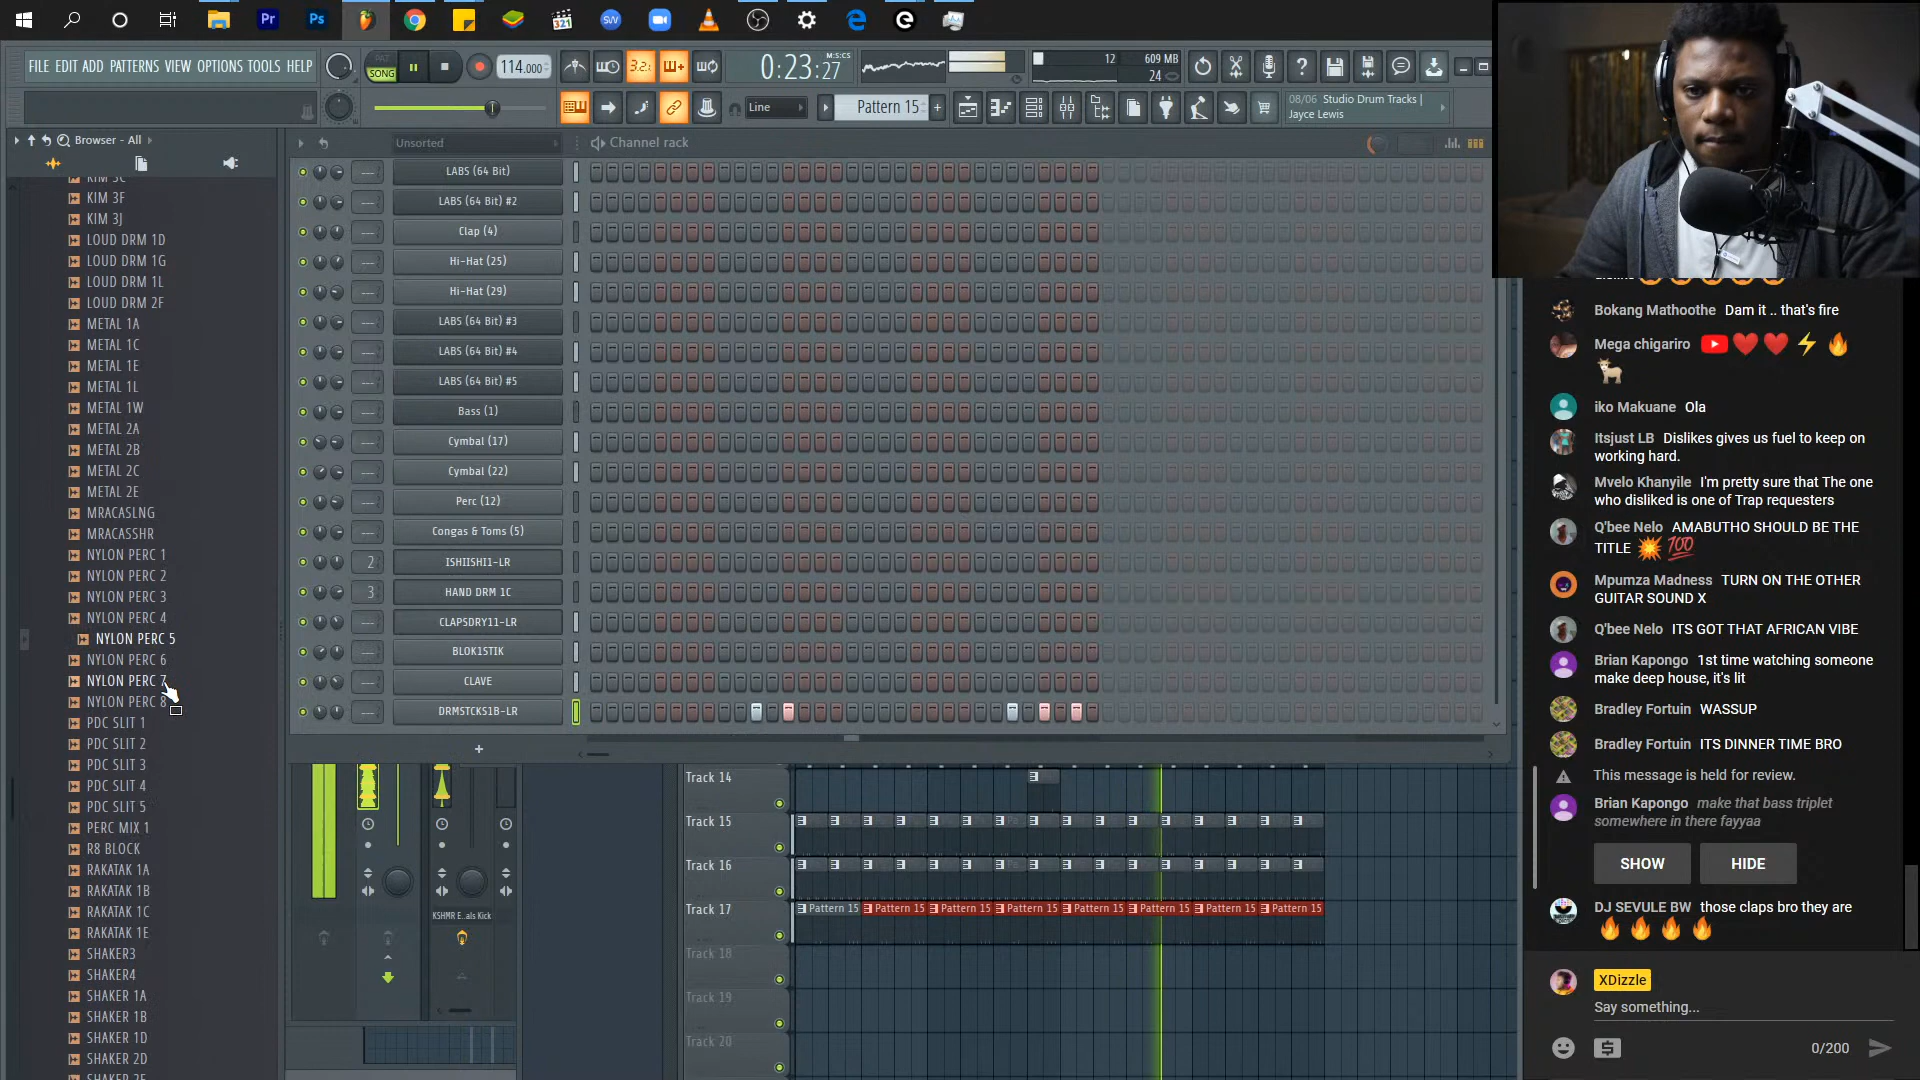 Pr
Ps
321
SW
FILE EDIT ADD PATTERNS VIEW OPTIONS TOOLS HELP
PAT
SONG
114.000
3.2:
0:23:27
M:S:CS
12
609 MB
24
Line
Pattern 15
08/06 Studio Drum Tracks |
Jayce Lewis
Browser - All
Unsorted
Channel rack
KIM 3C
KIM 3F
KIM 3J
LOUD DRM 1D
LOUD DRM 1G
LOUD DRM 1L
LOUD DRM 2F
METAL 1A
METAL 1C
METAL 1E
METAL 1L
METAL 1W
METAL 2A
METAL 2B
METAL 2C
METAL 2E
MRACASLNG
MRACASSHR
NYLON PERC 1
NYLON PERC 2
NYLON PERC 3
NYLON PERC 4
NYLON PERC 5
NYLON PERC 6
NYLON PERC 7
NYLON PERC 8
PDC SLIT 1
PDC SLIT 2
PDC SLIT 3
PDC SLIT 4
PDC SLIT 5
PERC MIX 1
R8 BLOCK
RAKATAK 1A
RAKATAK 1B
RAKATAK 1C
RAKATAK 1E
SHAKER3
SHAKER4
SHAKER 1A
SHAKER 1B
SHAKER 1D
SHAKER 2D
LABS (64 Bit)
LABS (64 Bit) #2
Clap (4)
Hi-Hat (25)
Hi-Hat (29)
LABS (64 Bit) #3
LABS (64 Bit) #4
LABS (64 Bit) #5
Bass (1)
Cymbal (17)
Cymbal (22)
Perc (12)
Congas & Toms (5)
2 ISHIISHI1-LR
3 HAND DRM 1C
CLAPSDRY11-LR
BLOK1STIK
CLAVE
DRMSTCKS1B-LR
+
KSHMR E...als Kick
Track 14
Track 15
Track 16
Track 17
Pattern 15 Pattern 15 Pattern 15 Pattern 15 Pattern 15 Pattern 15 Pattern 15 Pattern 15
Track 18
Track 19
Track 20
Bokang Mathoothe Dam it .. that's fire
Mega chigariro
iko Makuane Ola
Itsjust LB Dislikes gives us fuel to keep on
working hard.
Mvelo Khanyile I'm pretty sure that The one
who disliked is one of Trap requesters
Q'bee Nelo AMABUTHO SHOULD BE THE
TITLE 💥 💯
Mpumza Madness TURN ON THE OTHER
GUITAR SOUND X
Q'bee Nelo ITS GOT THAT AFRICAN VIBE
Brian Kapongo 1st time watching someone
make deep house, it's lit
Bradley Fortuin WASSUP
Bradley Fortuin ITS DINNER TIME BRO
This message is held for review.
Brian Kapongo make that bass triplet
somewhere in there fayyaa
SHOW
HIDE
DJ SEVULE BW those claps bro they are
XDizzle
Say something...
0/200